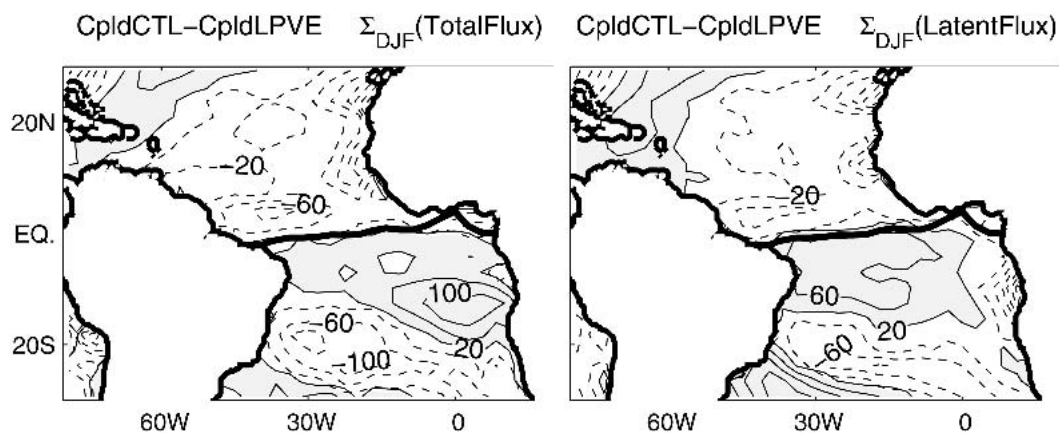 CpldCTL−CpldLPVE Σ_DJF(TotalFlux)
CpldCTL−CpldLPVE Σ_DJF(LatentFlux)
20N
EQ.
20S
−20
−60
100
−60
20
−100
60W
30W
0
20
60
20
−60
60W
30W
0